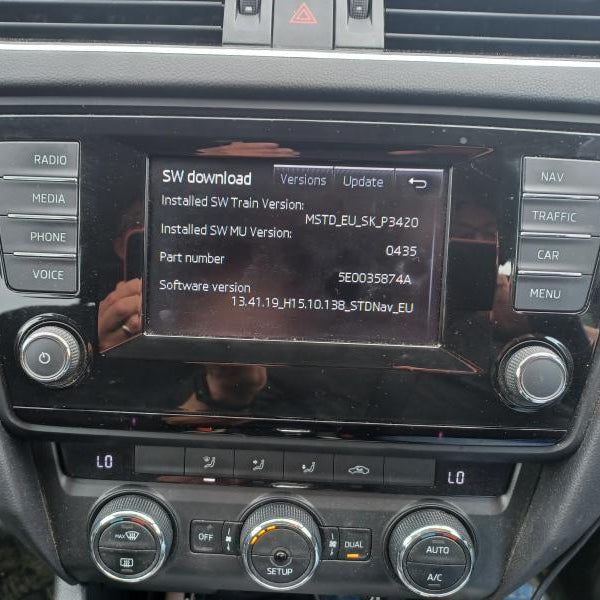 RADIO
MEDIA
PHONE
VOICE
SW download Versions Update
Installed SW Train Version:
MSTD_EU_SK_P3420
Installed SW MU Version:
0435
Part number
5E0035874A
Software version
13.41.19_H15.10.138_STDNav_EU
NAV
TRAFFIC
CAR
MENU
LO
LO
MAX
OFF
SETUP
DUAL
AUTO
A/C